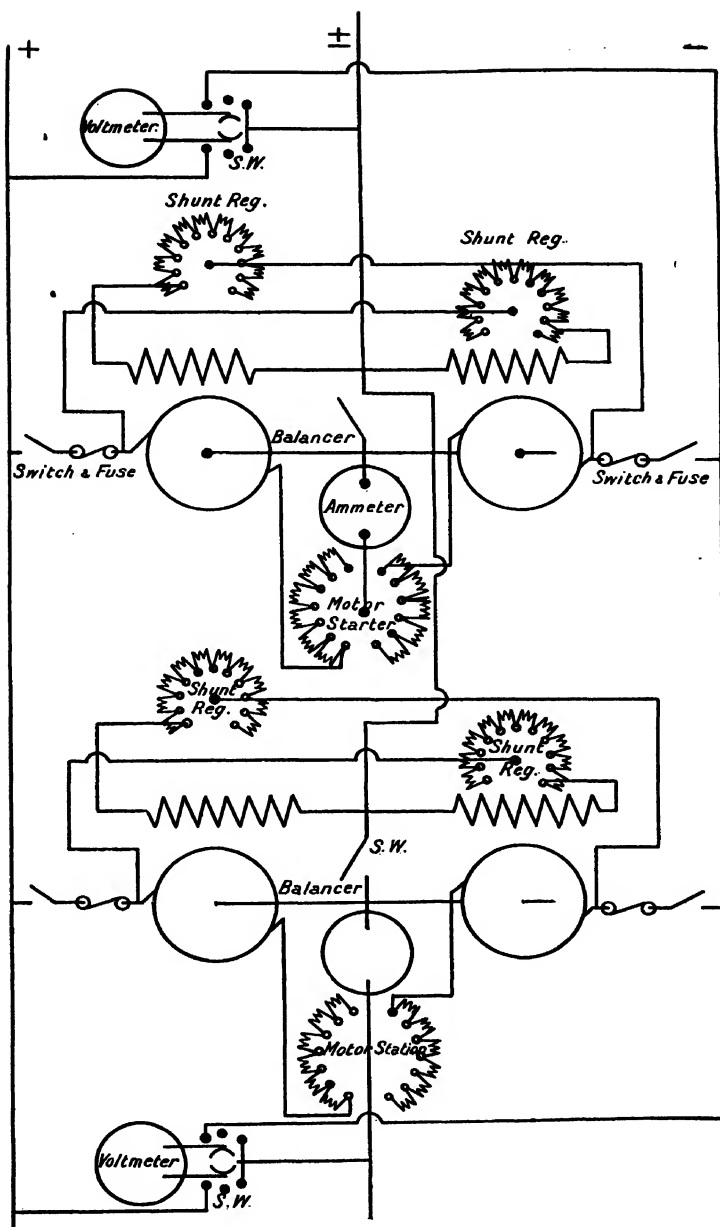 +
±
−
Voltmeter.
S.W.
Shunt Reg.
Shunt Reg.
Balancer
Switch & Fuse
Switch & Fuse
Ammeter
Motor
Starter
Shunt
Reg.
Shunt
Reg.
S.W.
Balancer
Motor Station
Voltmeter
S.W.